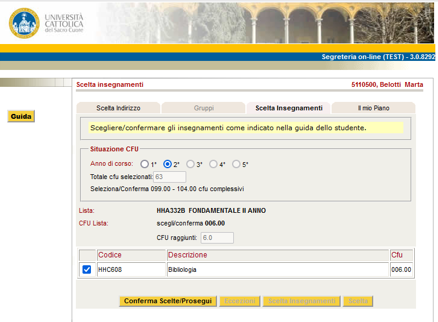 UNIVERSITÀ
CATTOLICA
del Sacro Cuore
Segreteria on-line (TEST) - 3.0.8292
Scelta insegnamenti
5110500, Belotti Marta
Guida
Scelta Indirizzo
Gruppi
Scelta Insegnamenti
Il mio Piano
Scegliere/confermare gli insegnamenti come indicato nella guida dello studente.
Situazione CFU
Anno di corso: 1° 2° 3° 4° 5°
Totale cfu selezionati: 63
Seleziona/Conferma 099.00 - 104.00 cfu complessivi
Lista: HHA332B FONDAMENTALE II ANNO
CFU Lista: scegli/conferma 006.00
CFU raggiunti: 6.0
Codice Descrizione Cfu
HHC608 Bibliologia 006.00
Conferma Scelte/Prosegui
Eccezioni
Scelta Insegnamenti
Scelta